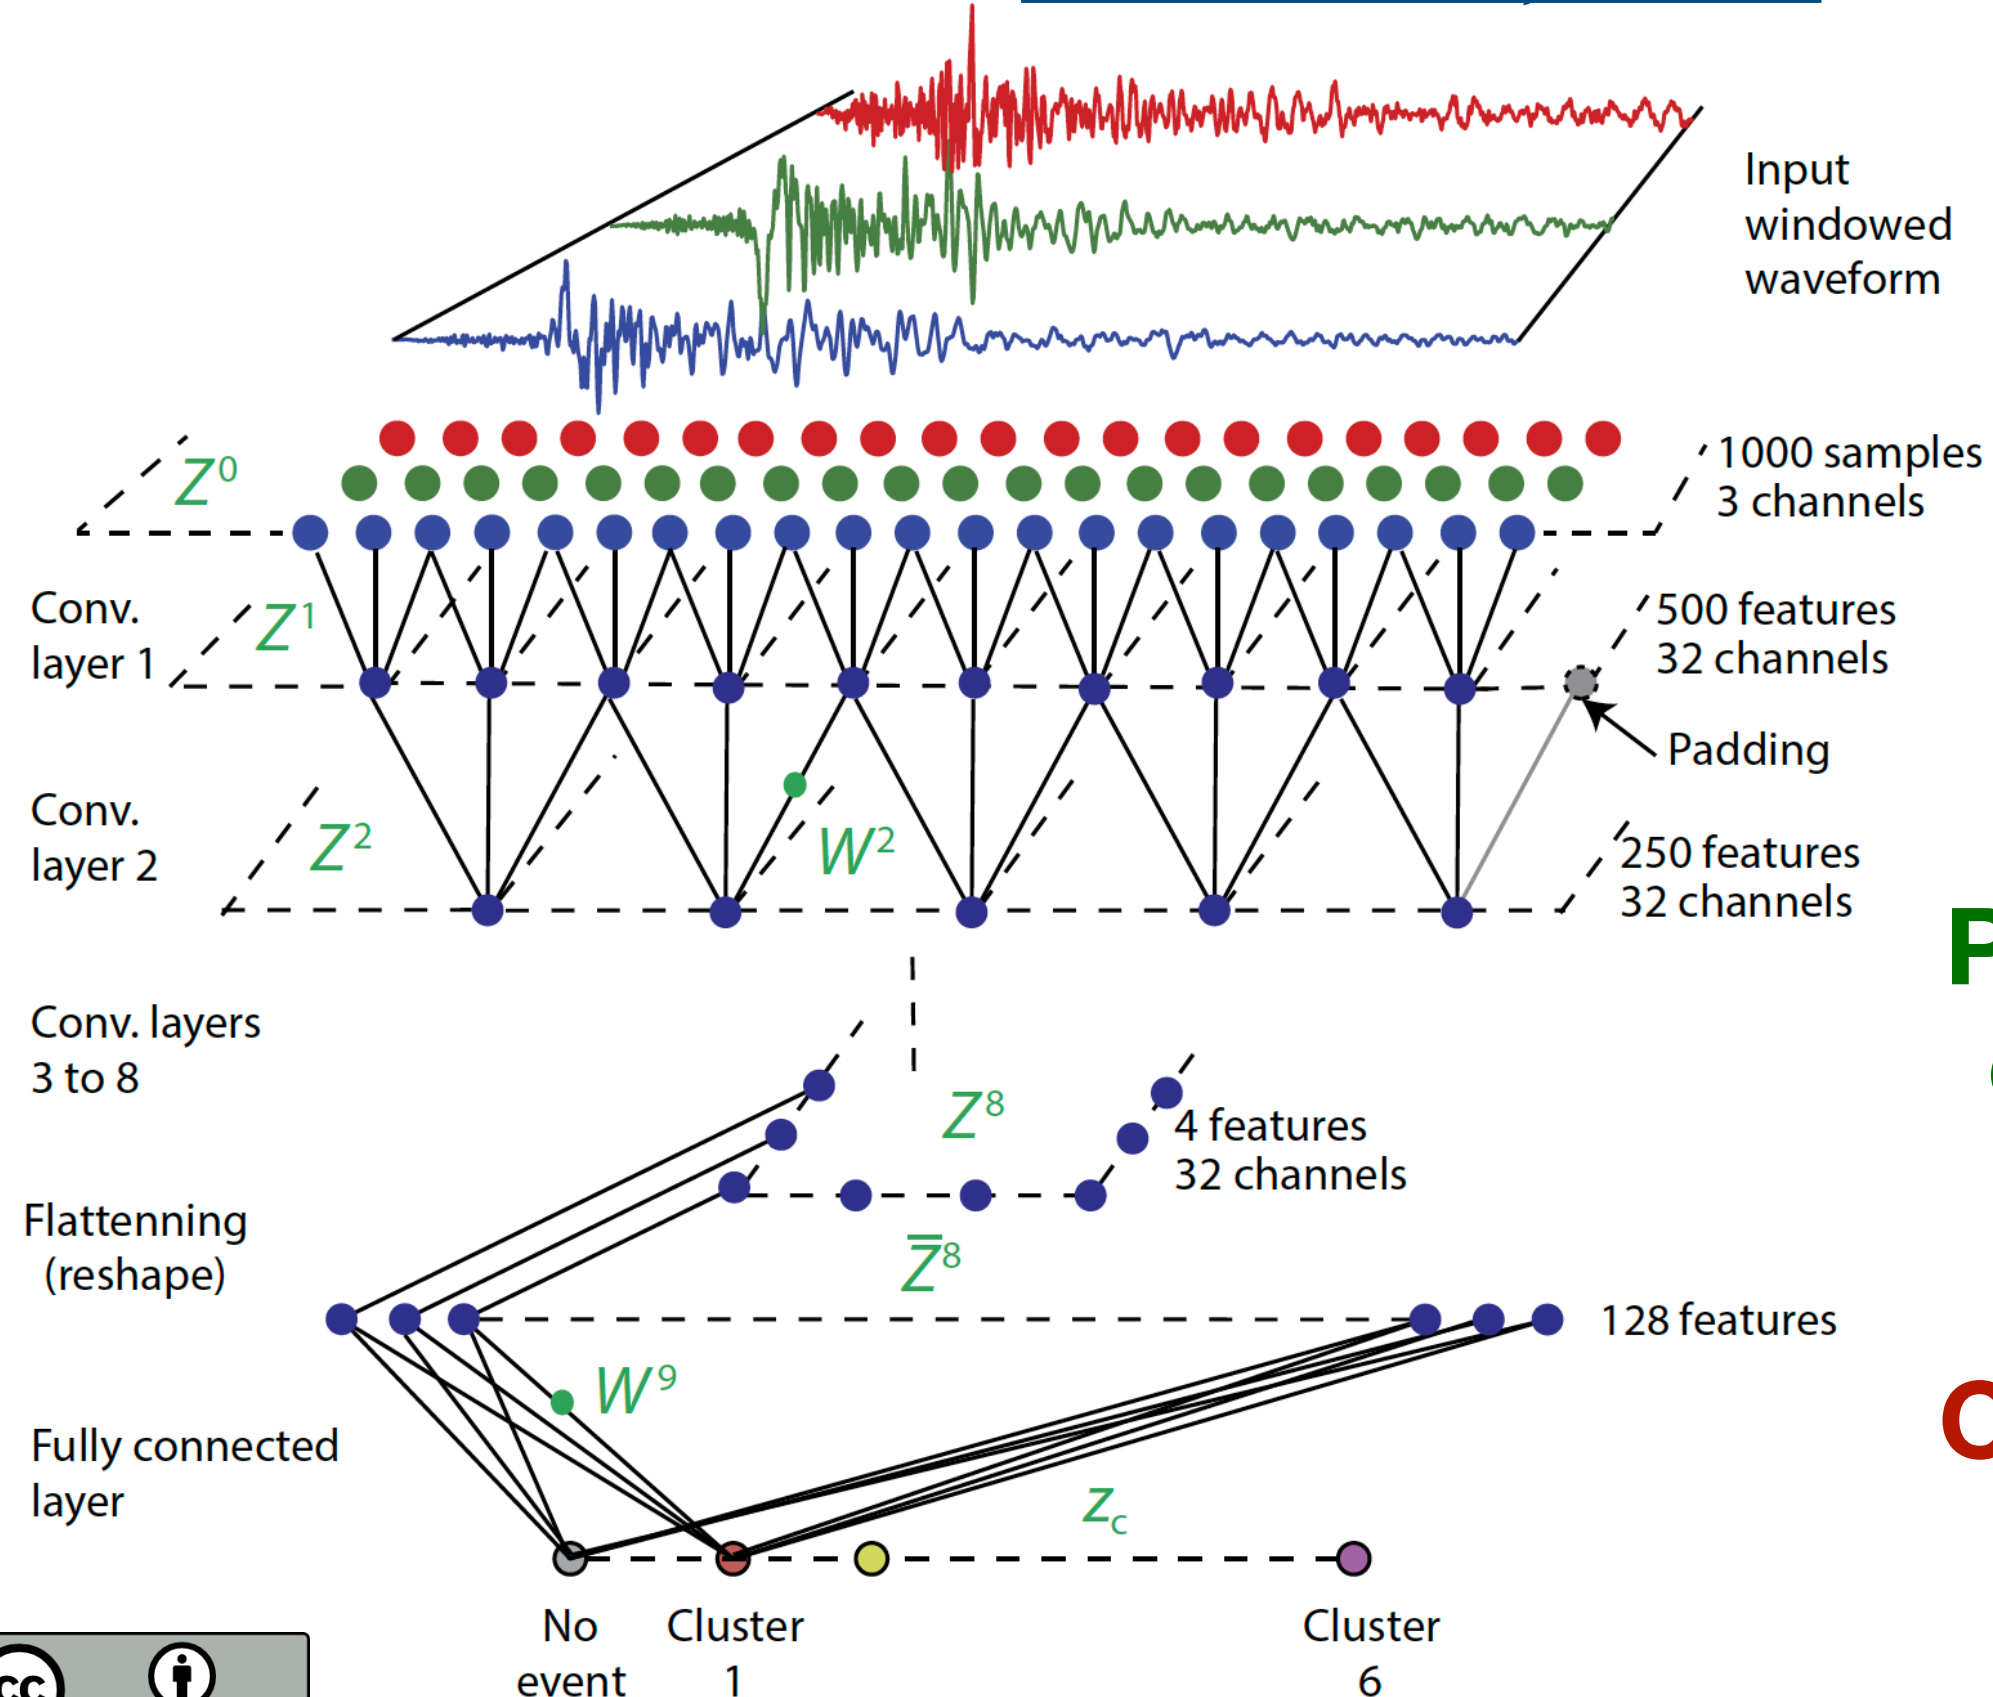 Input
windowed
waveform
Z0
1000 samples
3 channels
Conv.
layer 1
Z1
500 features
32 channels
Padding
Conv.
layer 2
Z2
W2
250 features
32 channels
Conv. layers
3 to 8
Z8
4 features
32 channels
Flattenning
(reshape)
Z̅8
128 features
W9
Fully connected
layer
zc
No
event
Cluster
1
Cluster
6
cc